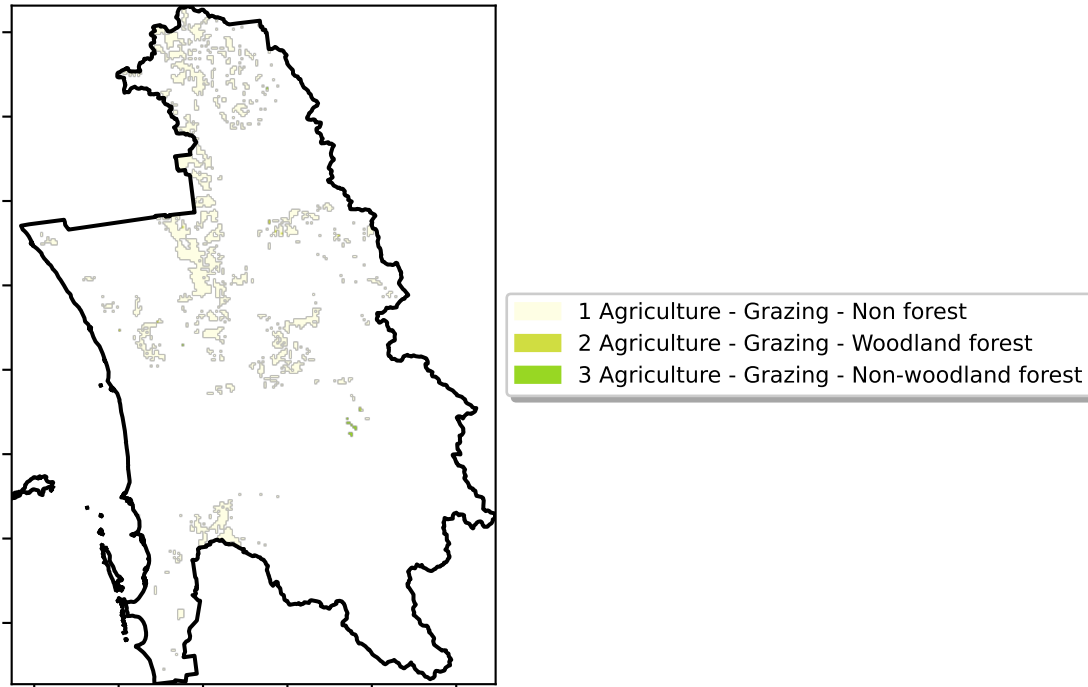 1 Agriculture - Grazing - Non forest
2 Agriculture - Grazing - Woodland forest
3 Agriculture - Grazing - Non-woodland forest